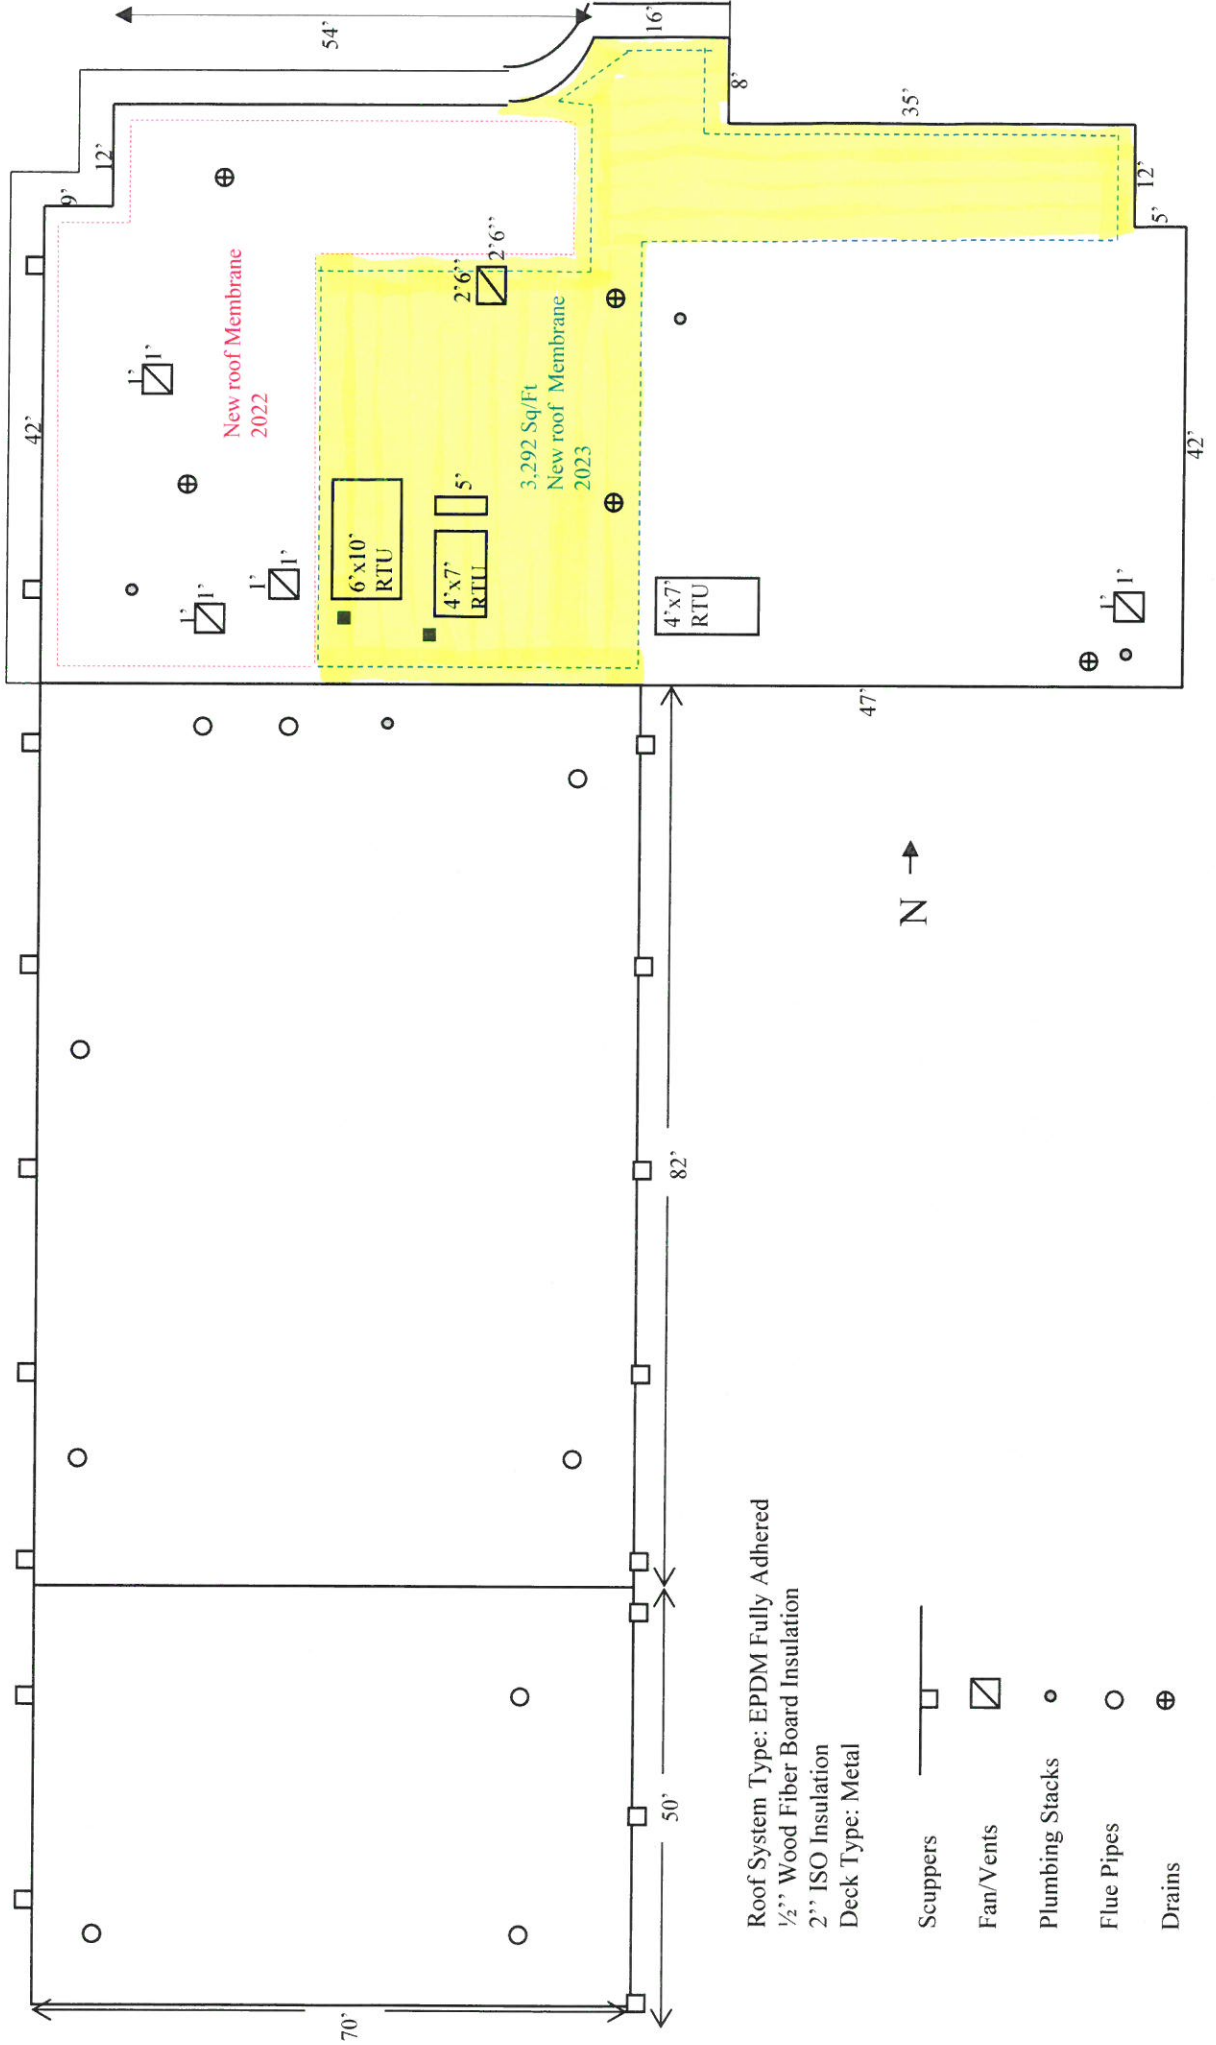 54'
16'
8'
35'
12'
5'
12'
9'
42'
1'
1'
New roof Membrane
2022
1'
1'
1'
1'
2'6''
2'6''
3,292 Sq/Ft
New roof Membrane
2023
6'x10'
RTU
4'x7'
RTU
5'
4'x7'
RTU
1'
1'
42'
47'
N
82'
50'
70'
Roof System Type: EPDM Fully Adhered
½'' Wood Fiber Board Insulation
2'' ISO Insulation
Deck Type: Metal
Scuppers
Fan/Vents
Plumbing Stacks
Flue Pipes
Drains